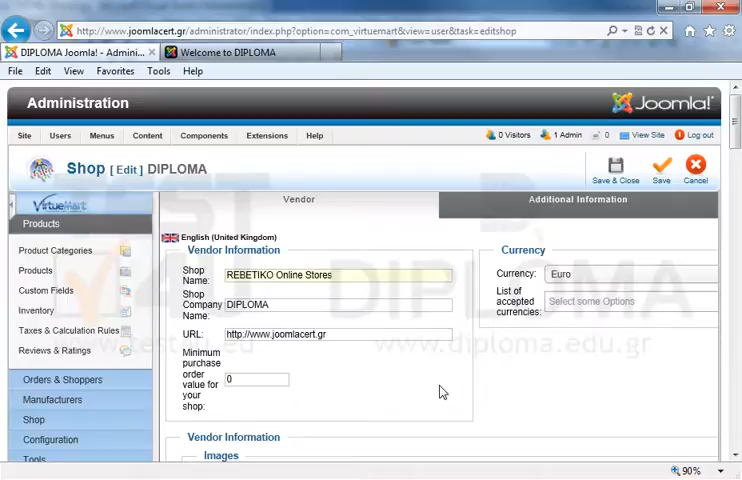 http://www.joomlacert.gr/administrator/index.php?option=com_virtuemart&view=user&task=editshop
DIPLOMA Joomla! - Admini... × Welcome to DIPLOMA
File Edit View Favorites Tools Help
Administration Joomla!®
Site Users Menus Content Components Extensions Help 0 Visitors 1 Admin 0 View Site Log out
Shop [ Edit ] DIPLOMA Save & Close Save Cancel
VirtueMart Vendor Additional Information
Products
English (United Kingdom)
Product Categories
Products
Custom Fields
Inventory
Taxes & Calculation Rules
Reviews & Ratings
Orders & Shoppers
Manufacturers
Shop
Configuration
Tools
Vendor Information
Shop Name: REBETIKO Online Stores
Shop Company Name: DIPLOMA
URL: http://www.joomlacert.gr
Minimum purchase order value for your shop: 0
Currency
Currency: Euro
List of accepted currencies: Select some Options
Vendor Information
Images
TEST
4U
www.test4u.eu
DIPLOMA
www.diploma.edu.gr
90%